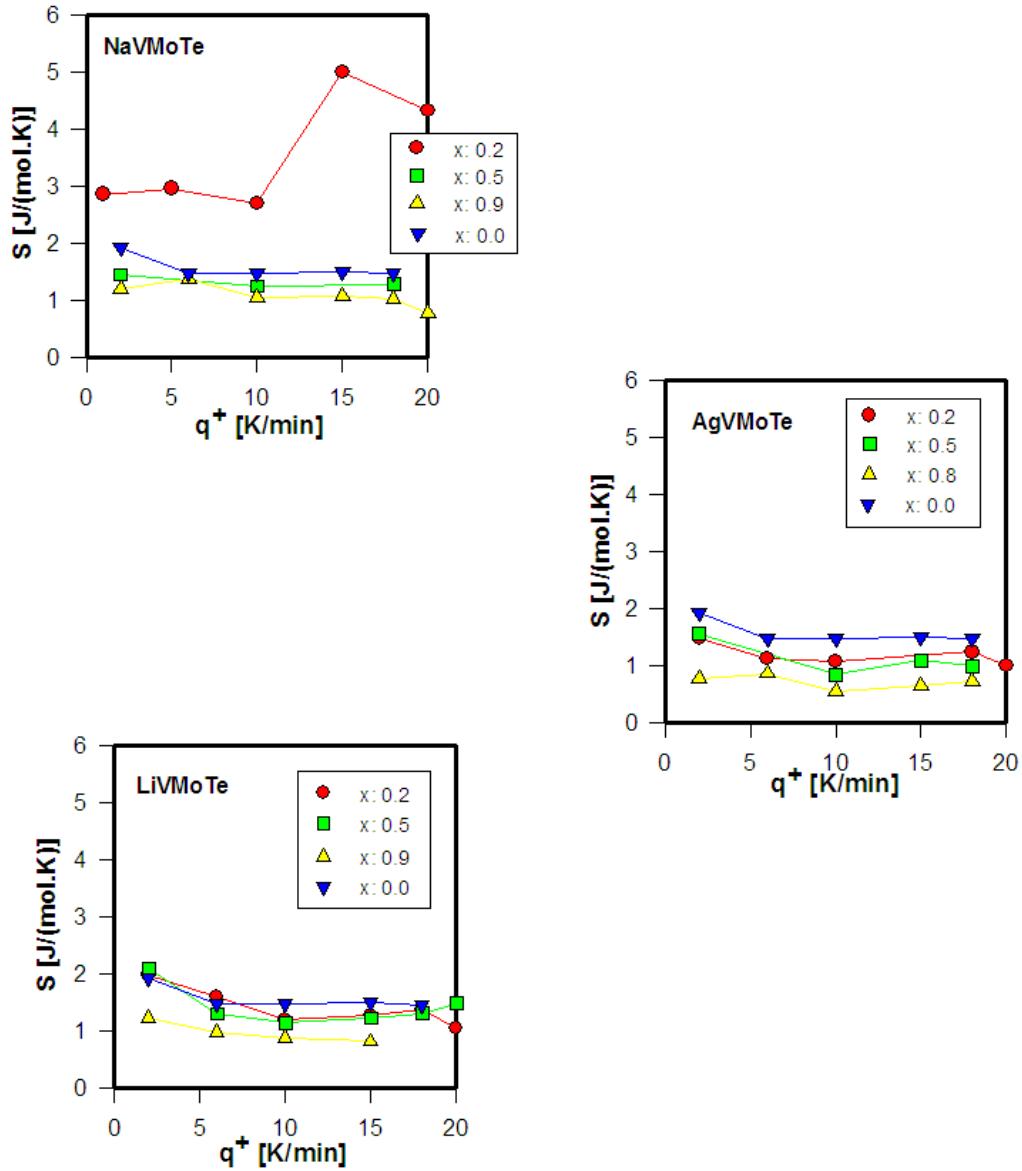 NaVMoTe
S [J/(mol.K)]
6
5
4
3
2
1
0
0 5 10 15 20
q+ [K/min]
x: 0.2
x: 0.5
x: 0.9
x: 0.0
AgVMoTe
S [J/(mol.K)]
6
5
4
3
2
1
0
0 5 10 15 20
q+ [K/min]
x: 0.2
x: 0.5
x: 0.8
x: 0.0
LiVMoTe
S [J/(mol.K)]
6
5
4
3
2
1
0
0 5 10 15 20
q+ [K/min]
x: 0.2
x: 0.5
x: 0.9
x: 0.0